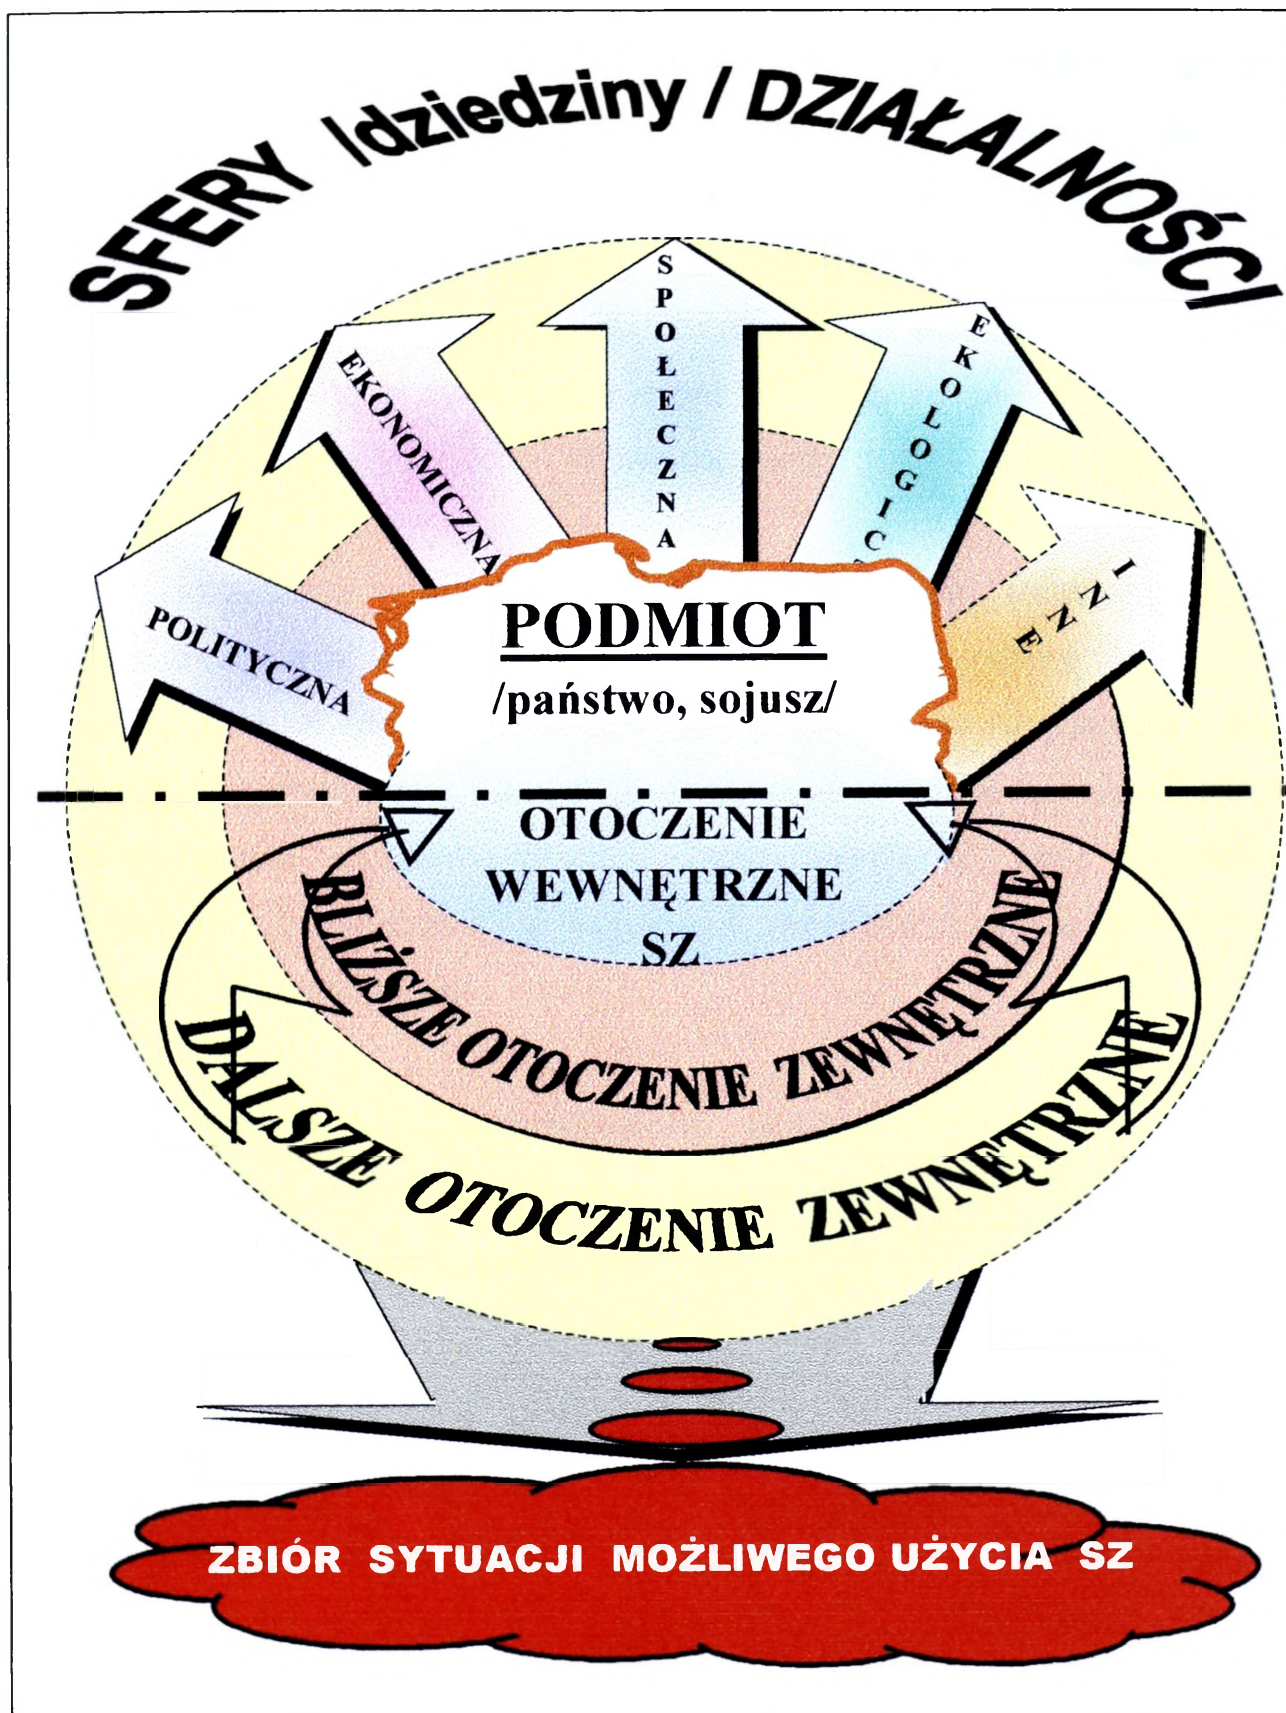 SFERY /dziedziny / DZIAŁALNOŚCI
POLITYCZNA
EKONOMICZNA
SPOŁECZNA
INNE
PODMIOT
/państwo, sojusz/
OTOCZENIE
WEWNĘTRZNE
SZ
BLIŻSZE OTOCZENIE ZEWNĘTRZNE
DALSZE OTOCZENIE ZEWNĘTRZNE
ZBIÓR SYTUACJI MOŻLIWEGO UŻYCIA SZ